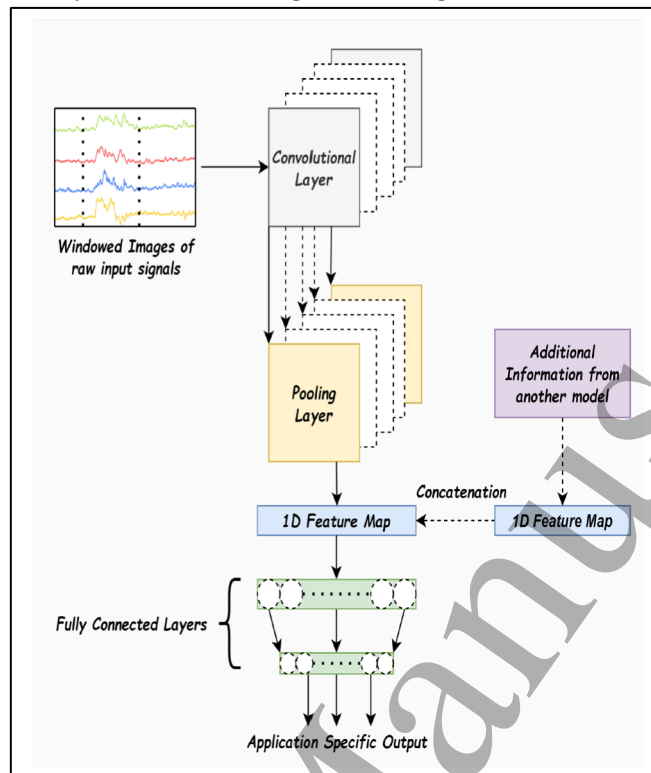 Convolutional
Layer
Windowed Images of
raw input signals
Pooling
Layer
Additional
Information from
another model
Concatenation
1D Feature Map
1D Feature Map
Fully Connected Layers
Application Specific Output
Manus